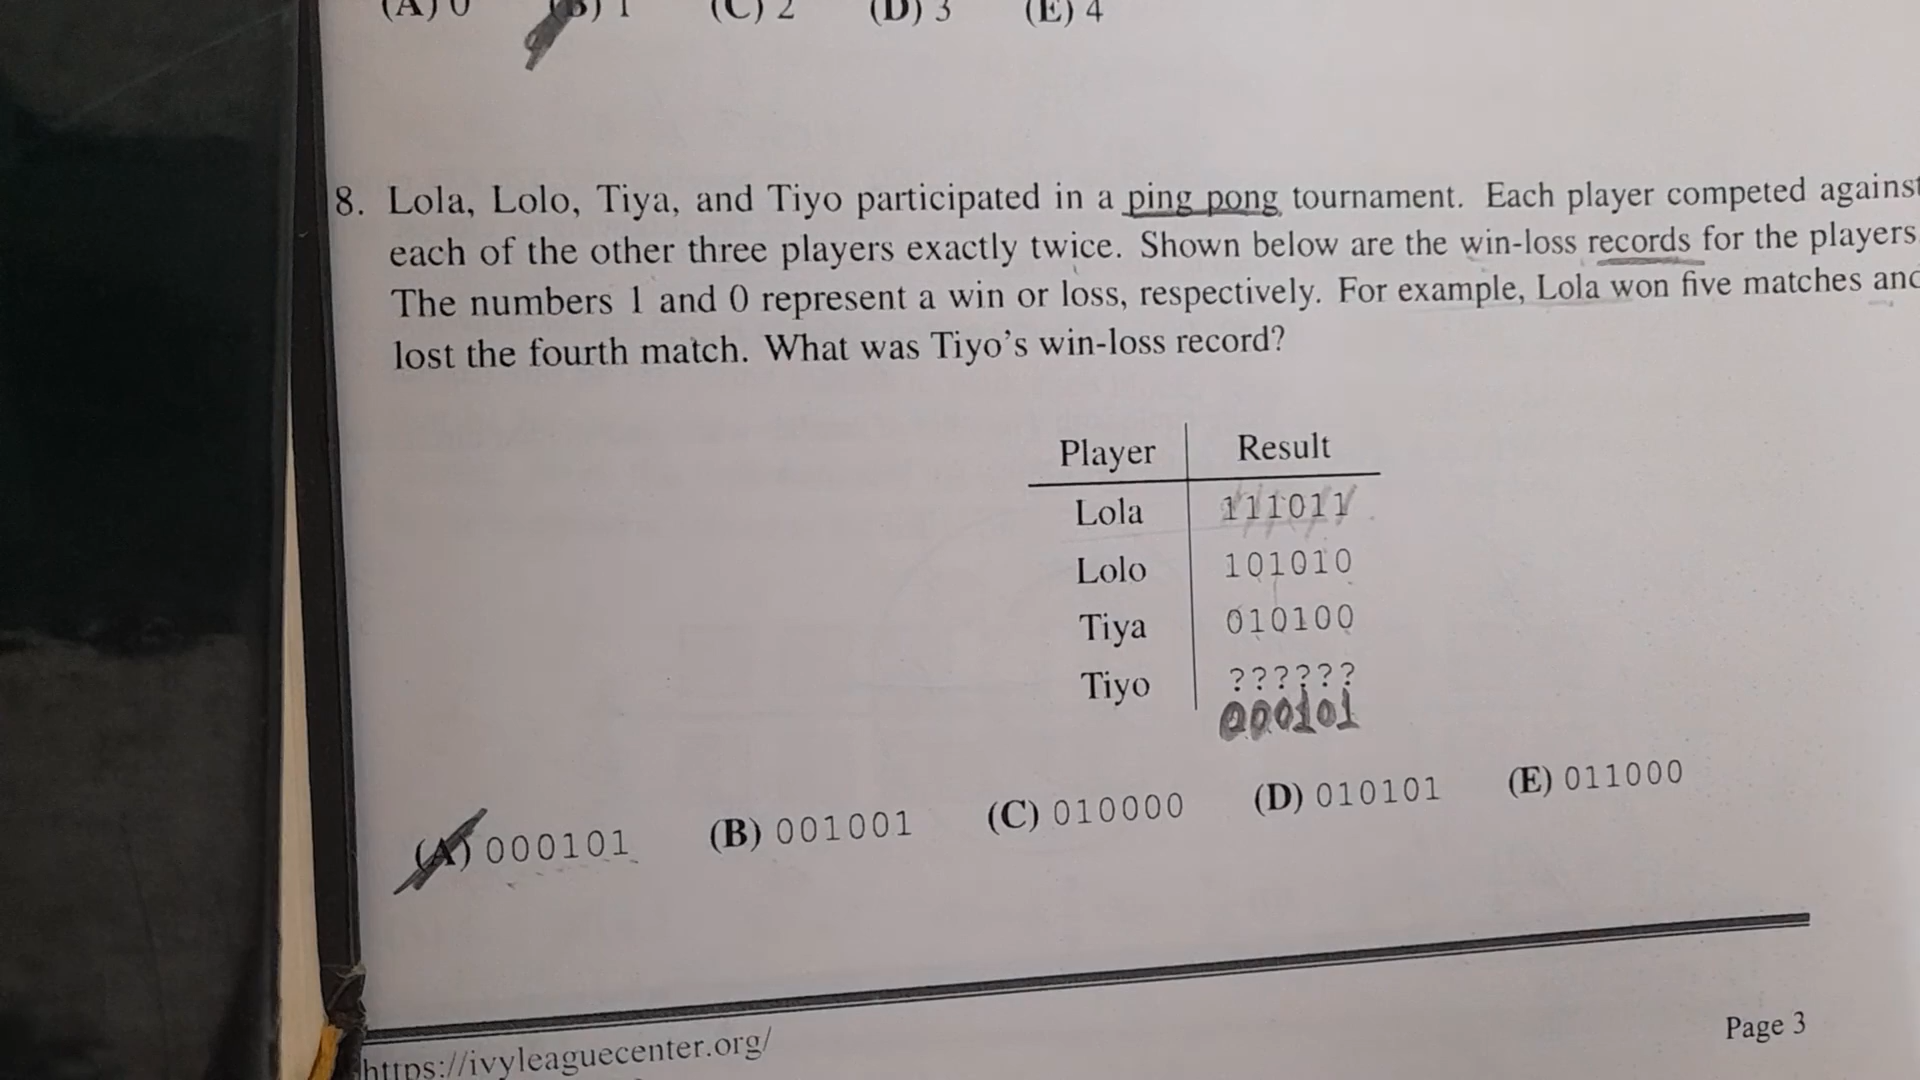 (A) 0 (B) 1 (C) 2 (D) 3 (E) 4
8. Lola, Lolo, Tiya, and Tiyo participated in a ping pong tournament. Each player competed against
each of the other three players exactly twice. Shown below are the win-loss records for the players
The numbers 1 and 0 represent a win or loss, respectively. For example, Lola won five matches and
lost the fourth match. What was Tiyo's win-loss record?
Player Result
Lola 111011
Lolo 101010
Tiya 010100
Tiyo ??????
000101
(A) 000101 (B) 001001 (C) 010000 (D) 010101 (E) 011000
https://ivyleaguecenter.org/
Page 3